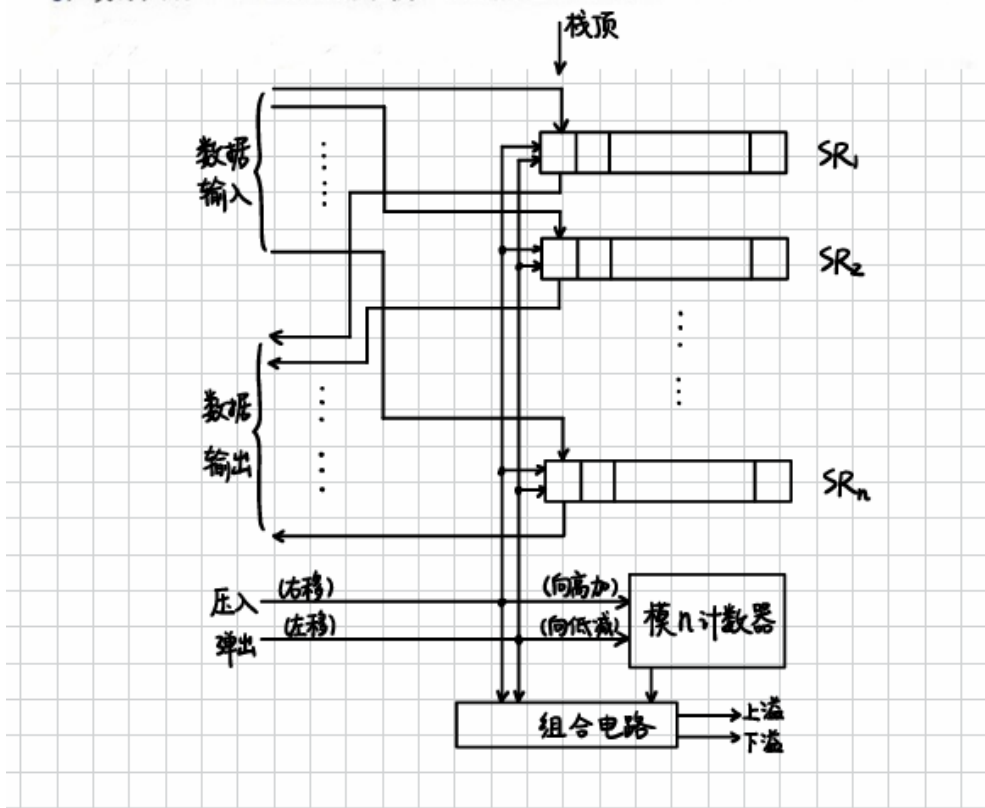 栈顶
数据
输入
SR₁
SR₂
数据
输出
SRₙ
压入 (右移) (向高加)
弹出 (左移) (向低减)
模n计数器
组合电路
上溢
下溢